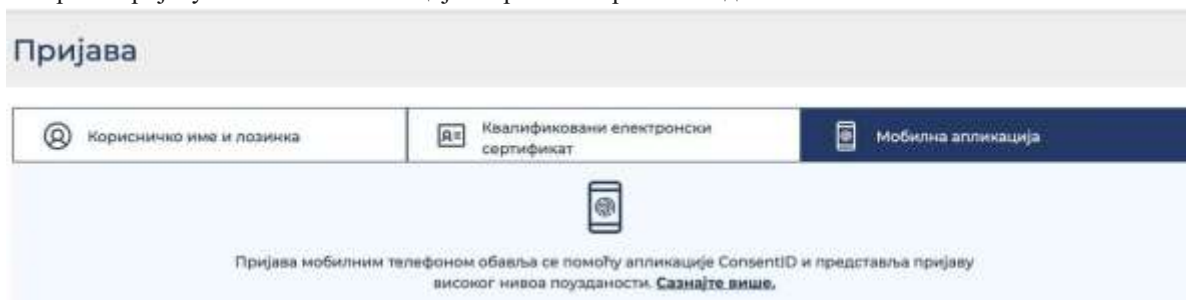 Пријава
Корисничко име и лозинка
Квалификовани електронски
сертификат
Мобилна апликација
Пријава мобилним телефоном обавља се помоћу апликације ConsentID и представља пријаву
високог нивоа поузданости. Сазнајте више.